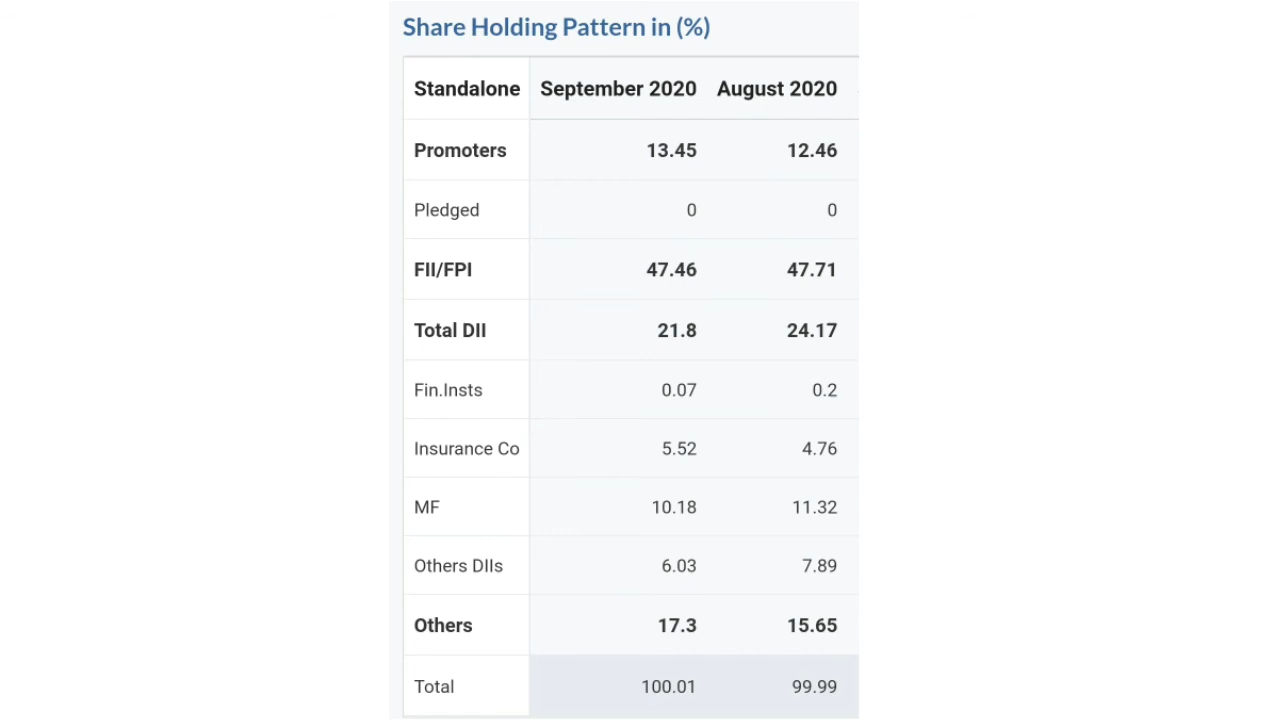 Share Holding Pattern in (%)
Standalone September 2020 August 2020
Promoters 13.45 12.46
Pledged 0 0
FII/FPI 47.46 47.71
Total DII 21.8 24.17
Fin.Insts 0.07 0.2
Insurance Co 5.52 4.76
MF 10.18 11.32
Others DIIs 6.03 7.89
Others 17.3 15.65
Total 100.01 99.99